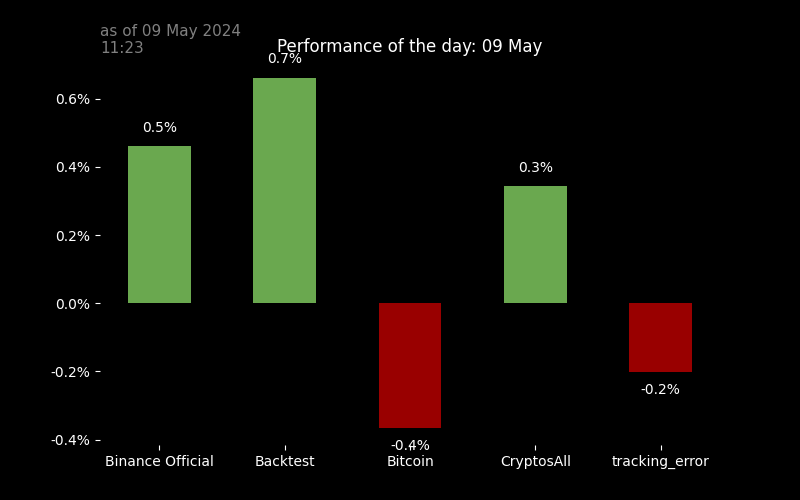 as of 09 May 2024
11:23
Performance of the day: 09 May
0.6%
0.4%
0.2%
0.0%
-0.2%
-0.4%
0.5%
0.7%
-0.4%
0.3%
-0.2%
Binance Official
Backtest
Bitcoin
CryptosAll
tracking_error